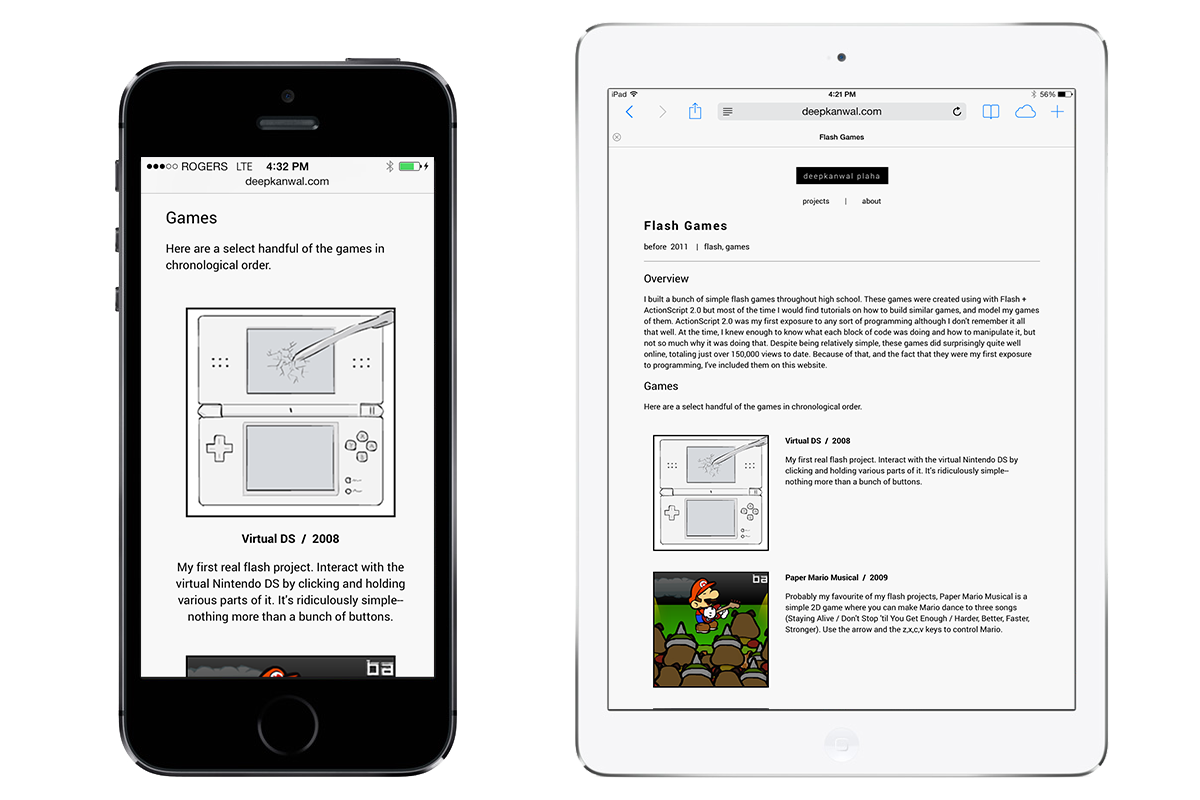 ROGERS LTE 4:32 PM
deepkanwal.com
Games
Here are a select handful of the games in
chronological order.
Virtual DS / 2008
My first real flash project. Interact with the
virtual Nintendo DS by clicking and holding
various parts of it. It's ridiculously simple--
nothing more than a bunch of buttons.
ba
iPad 4:21 PM 56%
deepkanwal.com
Flash Games
deepkanwal plaha
projects | about
Flash Games
before 2011 | flash, games
Overview
I built a bunch of simple flash games throughout high school. These games were created using with Flash +
ActionScript 2.0 but most of the time I would find tutorials on how to build similar games, and model my games
of them. ActionScript 2.0 was my first exposure to any sort of programming although I don't remember it all
that well. At the time, I knew enough to know what each block of code was doing and how to manipulate it, but
not so much why it was doing that. Despite being relatively simple, these games did surprisingly quite well
online, totaling just over 150,000 views to date. Because of that, and the fact that they were my first exposure
to programming, I've included them on this website.
Games
Here are a select handful of the games in chronological order.
Virtual DS / 2008
My first real flash project. Interact with the virtual Nintendo DS by
clicking and holding various parts of it. It's ridiculously simple--
nothing more than a bunch of buttons.
ba
Paper Mario Musical / 2009
Probably my favourite of my flash projects, Paper Mario Musical is a
simple 2D game where you can make Mario dance to three songs
(Staying Alive / Don't Stop 'til You Get Enough / Harder, Better, Faster,
Stronger). Use the arrow and the z,x,c,v keys to control Mario.